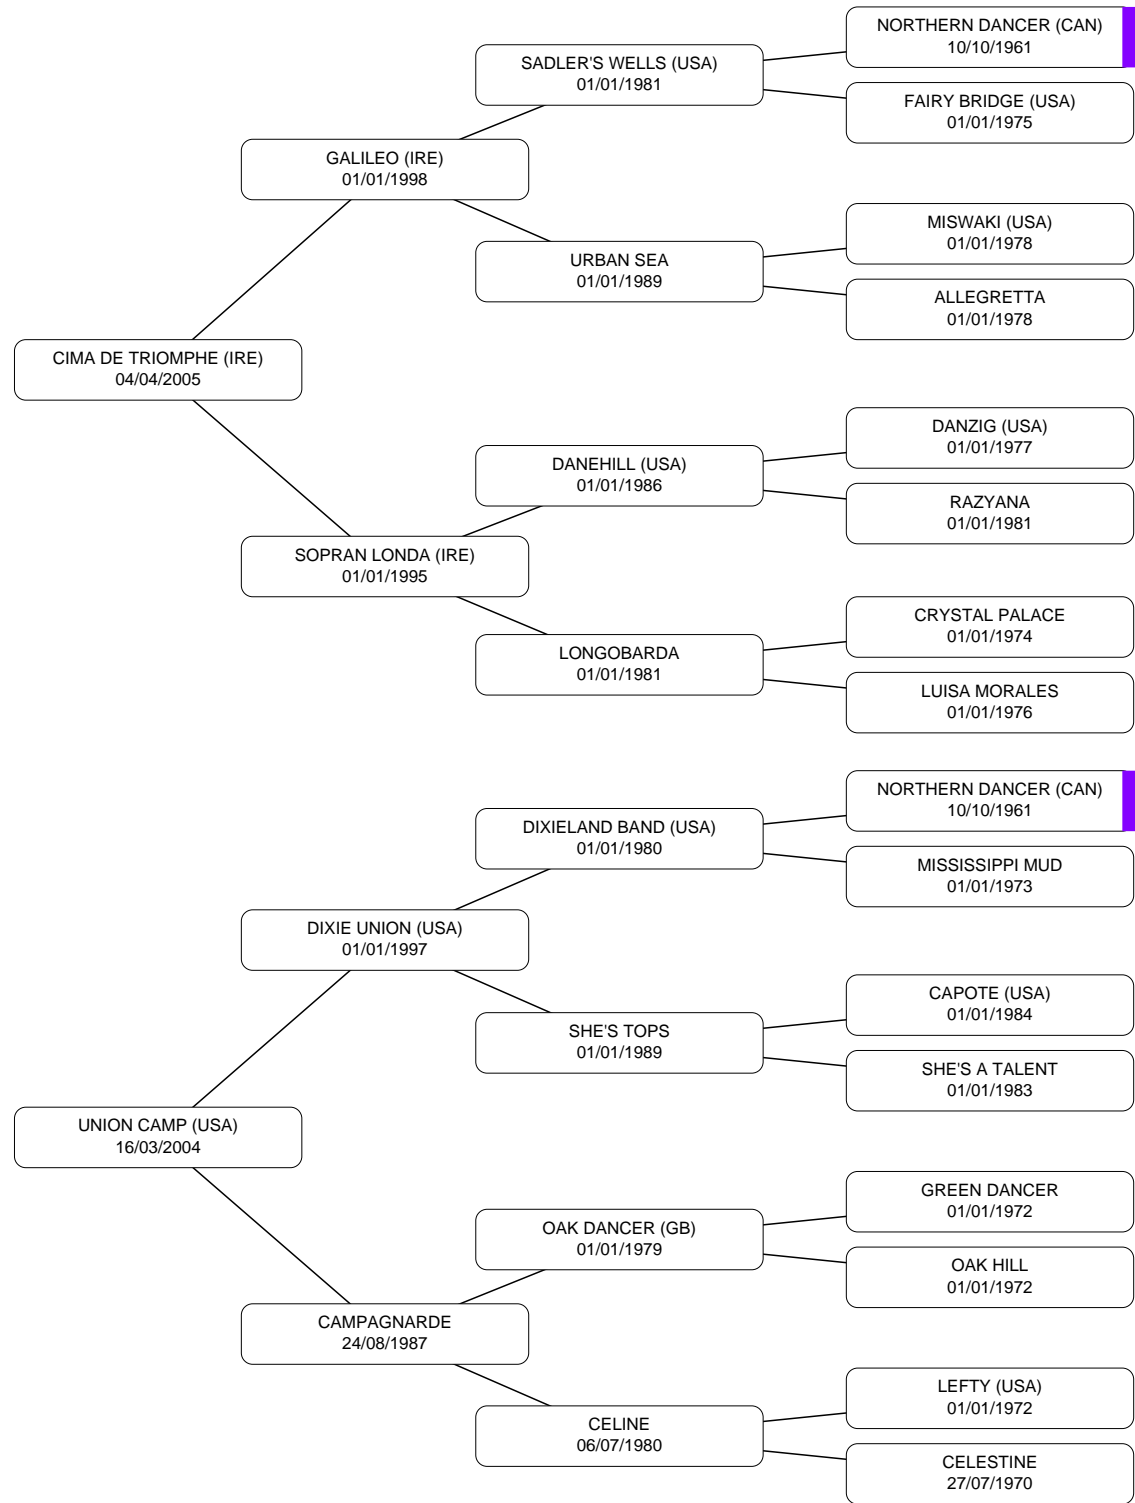 NORTHERN DANCER (CAN)
10/10/1961
SADLER'S WELLS (USA)
01/01/1981
FAIRY BRIDGE (USA)
01/01/1975
GALILEO (IRE)
01/01/1998
MISWAKI (USA)
01/01/1978
URBAN SEA
01/01/1989
ALLEGRETTA
01/01/1978
CIMA DE TRIOMPHE (IRE)
04/04/2005
DANZIG (USA)
01/01/1977
DANEHILL (USA)
01/01/1986
RAZYANA
01/01/1981
SOPRAN LONDA (IRE)
01/01/1995
CRYSTAL PALACE
01/01/1974
LONGOBARDA
01/01/1981
LUISA MORALES
01/01/1976
NORTHERN DANCER (CAN)
10/10/1961
DIXIELAND BAND (USA)
01/01/1980
MISSISSIPPI MUD
01/01/1973
DIXIE UNION (USA)
01/01/1997
CAPOTE (USA)
01/01/1984
SHE'S TOPS
01/01/1989
SHE'S A TALENT
01/01/1983
UNION CAMP (USA)
16/03/2004
GREEN DANCER
01/01/1972
OAK DANCER (GB)
01/01/1979
OAK HILL
01/01/1972
CAMPAGNARDE
24/08/1987
LEFTY (USA)
01/01/1972
CELINE
06/07/1980
CELESTINE
27/07/1970